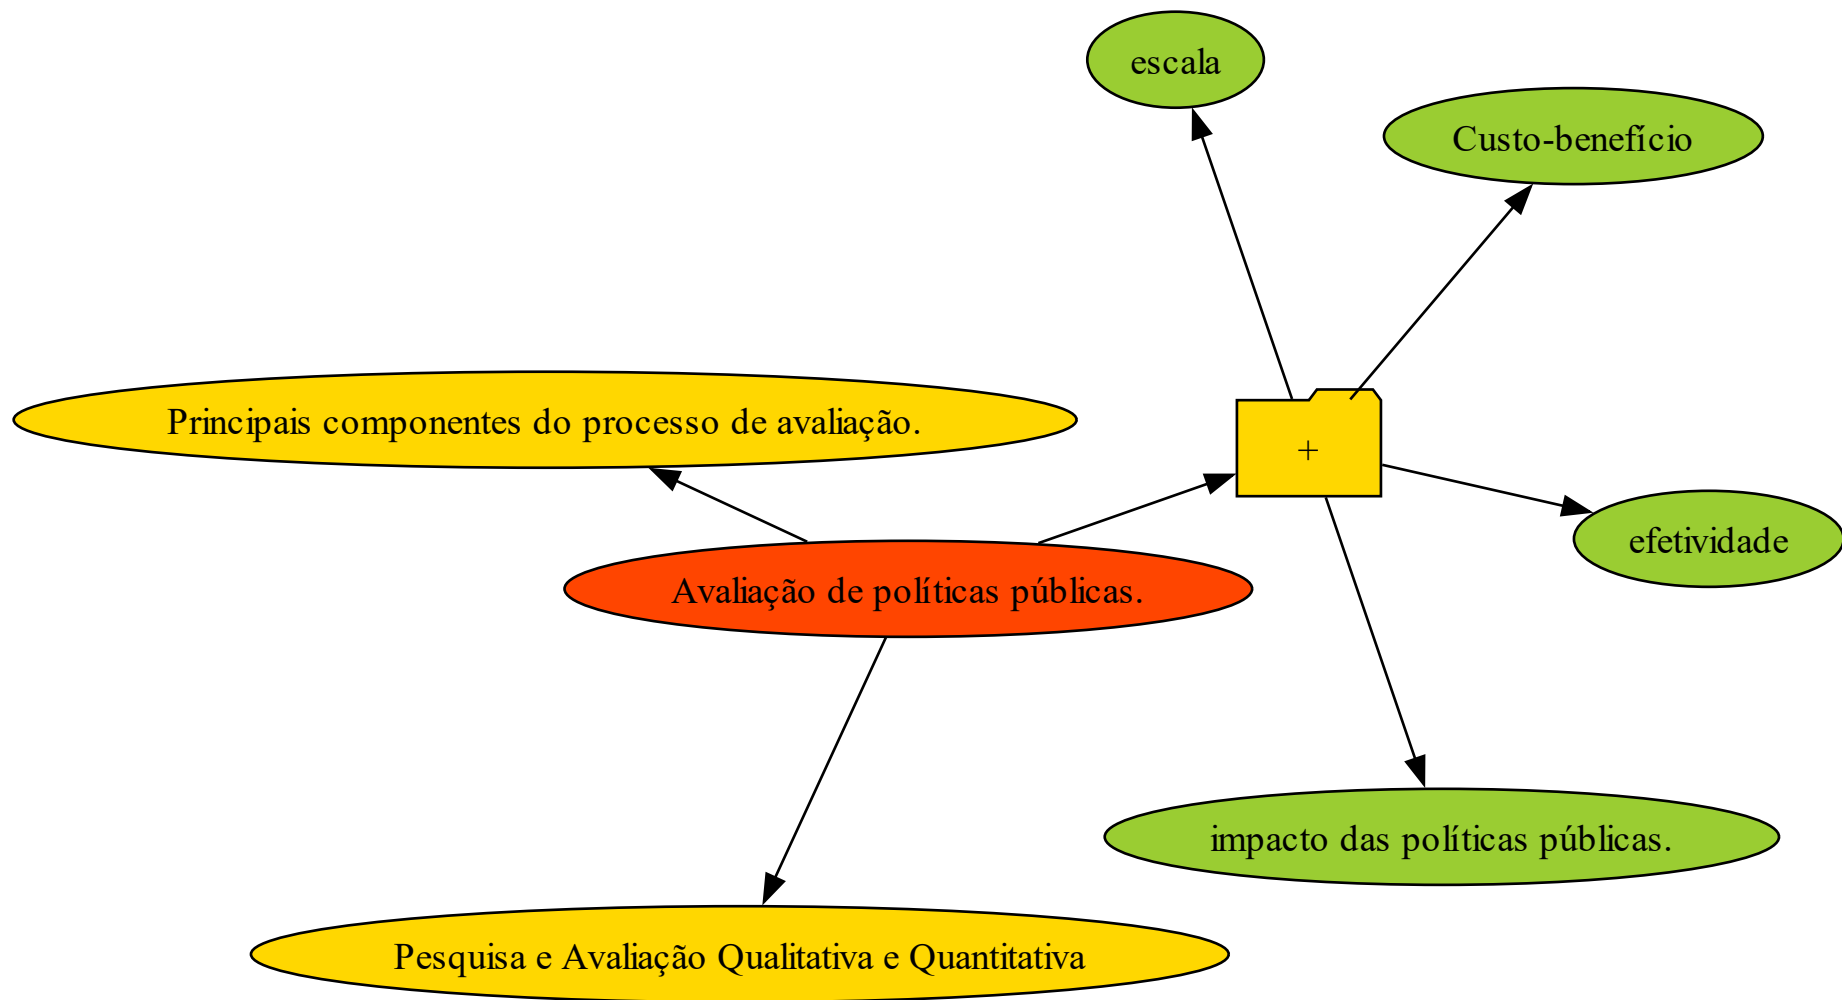 escala
Custo-benefício
Principais componentes do processo de avaliação.
+
efetividade
Avaliação de políticas públicas.
impacto das políticas públicas.
Pesquisa e Avaliação Qualitativa e Quantitativa